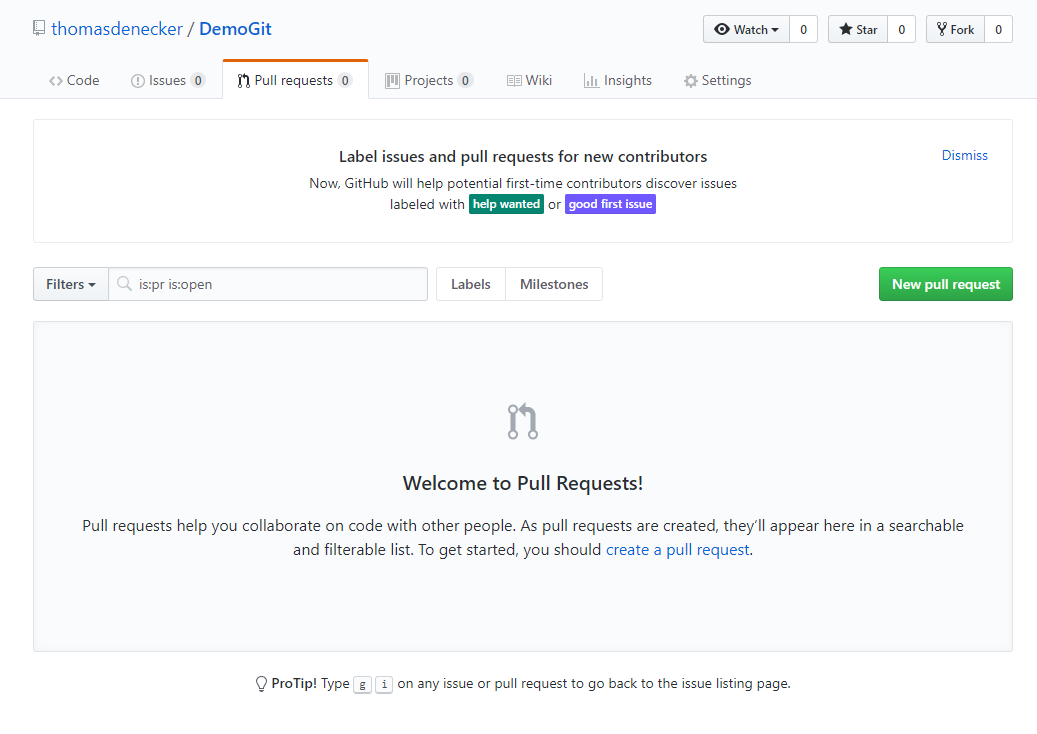 thomasdenecker / DemoGit
Watch 0 Star 0 Fork 0
Code Issues 0 Pull requests 0 Projects 0 Wiki Insights Settings
Label issues and pull requests for new contributors
Dismiss
Now, GitHub will help potential first-time contributors discover issues
labeled with help wanted or good first issue
Filters is:pr is:open Labels Milestones New pull request
Welcome to Pull Requests!
Pull requests help you collaborate on code with other people. As pull requests are created, they’ll appear here in a searchable
and filterable list. To get started, you should create a pull request.
ProTip! Type g i on any issue or pull request to go back to the issue listing page.